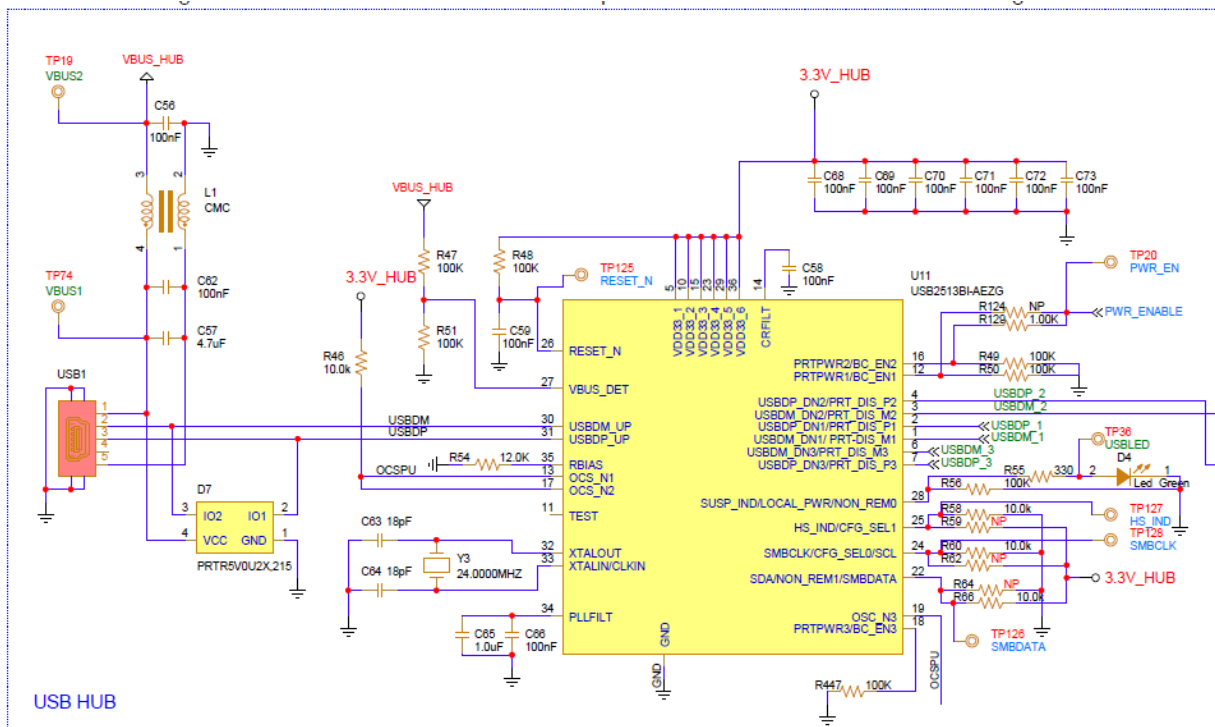 TP19
VBUS2
VBUS_HUB
C56
100nF
3
2
L1
CMC
4
1
TP74
VBUS1
C62
100nF
C57
4.7uF
USB1
1
2
3
4
5
D7
3 IO2 IO1 2
4 VCC GND 1
PRTR5V0U2X,215
USB HUB
VBUS_HUB
R47
100K
R48
100K
TP125
RESET_N
3.3V_HUB
R51
100K
C59
100nF
R46
10.0k
USBDM
USBDP
R54 12.0K
OCSPU
C63 18pF
C64 18pF
Y3
24.0000MHZ
C65
1.0uF
C66
100nF
3.3V_HUB
C68
100nF
C69
100nF
C70
100nF
C71
100nF
C72
100nF
C73
100nF
C58
100nF
U11
USB2513BI-AEZG
5 VDD33_1
10 VDD33_2
15 VDD33_3
23 VDD33_4
29 VDD33_5
36 VDD33_6
14 CRFILT
26 RESET_N
27 VBUS_DET
30 USBDM_UP
31 USBDP_UP
35 RBIAS
13 OCS_N1
17 OCS_N2
11 TEST
32 XTALOUT
33 XTALIN/CLKIN
34 PLLFILT
GND
GND
PRTPWR2/BC_EN2 16
PRTPWR1/BC_EN1 12
USBDP_DN2/PRT_DIS_P2 4
USBDM_DN2/PRT_DIS_M2 3
USBDP_DN1/PRT_DIS_P1 2
USBDM_DN1/ PRT-DIS_M1 1
USBDM_DN3/PRT_DIS_M3 6
USBDP_DN3/PRT_DIS_P3 7
SUSP_IND/LOCAL_PWR/NON_REM0 28
HS_IND/CFG_SEL1 25
SMBCLK/CFG_SEL0/SCL 24
SDA/NON_REM1/SMBDATA 22
OSC_N3 19
PRTPWR3/BC_EN3 18
TP20
PWR_EN
R124 NP
R129 1.00K
PWR_ENABLE
R49 100K
R50 100K
USBDP_2
USBDM_2
USBDP_1
USBDM_1
USBDM_3
USBDP_3
TP36
USBLED
D4
R55 330 2 1
Led Green
R56 100K
R58 10.0k
R59 NP
TP127
HS_IND
TP128
SMBCLK
R60 10.0k
R62 NP
3.3V_HUB
R64 NP
R66 10.0k
TP126
SMBDATA
OCSPU
R447 100K